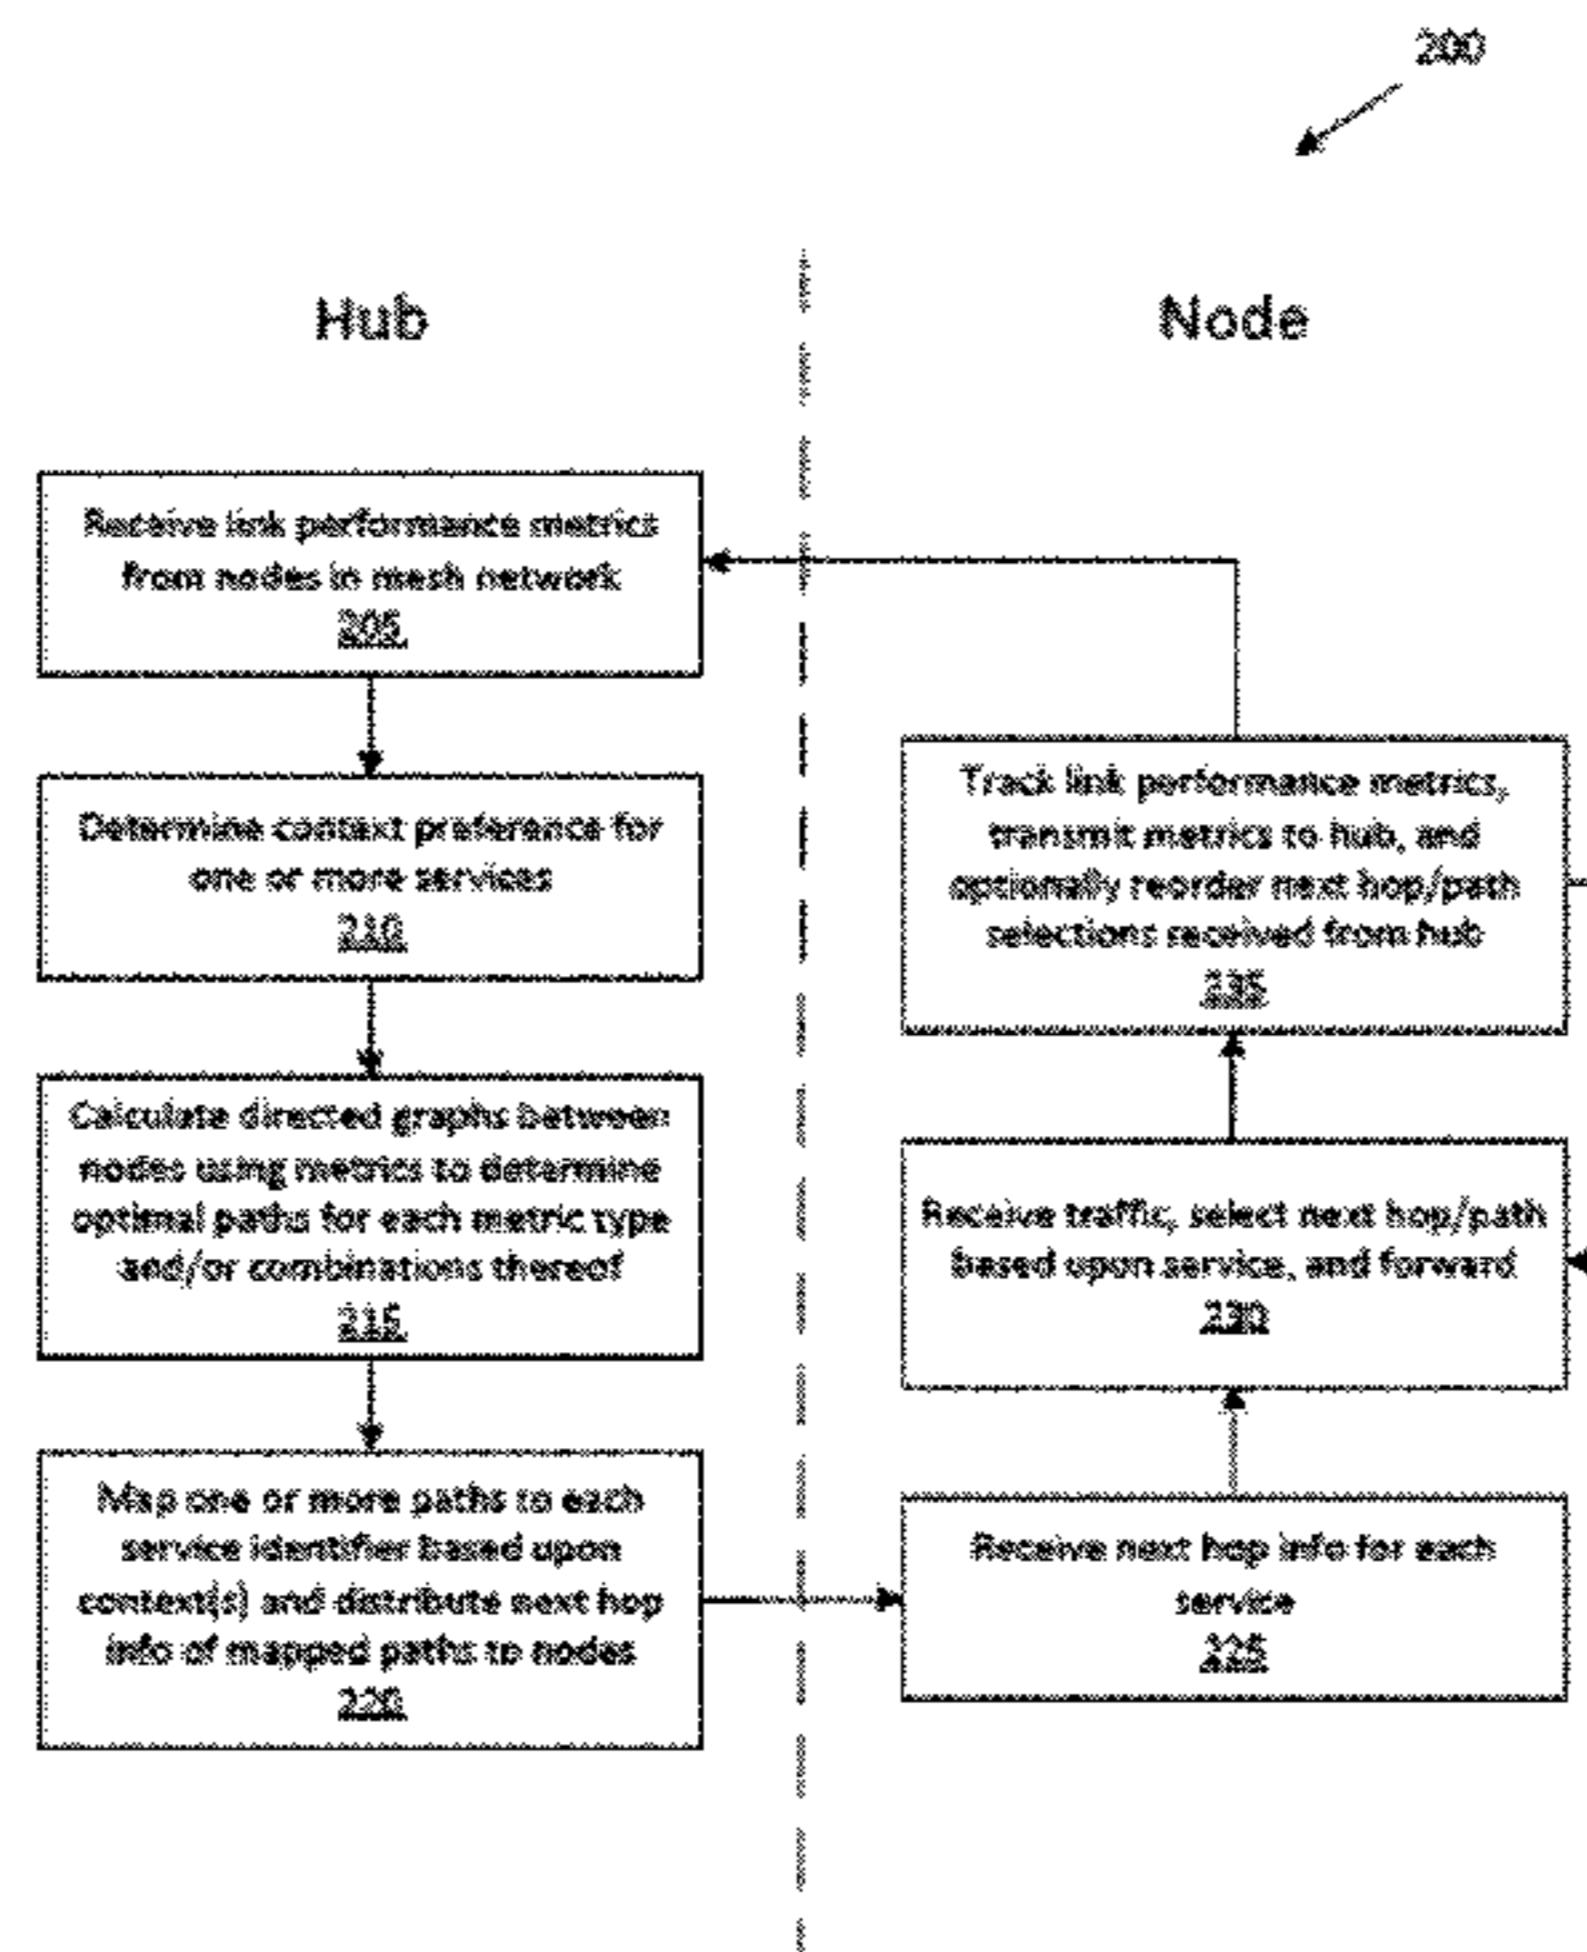 200
Hub
Node
Receive link performance metrics
from nodes in mesh network
205
Determine context preference for
one or more services
210
Calculate directed graphs between
nodes using metrics to determine
optimal paths for each metric type
and/or combinations thereof
215
Map one or more paths to each
service identifier based upon
context(s) and distribute next hop
info of mapped paths to nodes
220
Track link performance metrics,
transmit metrics to hub, and
optionally reorder next hop/path
selections received from hub
235
Receive traffic, select next hop/path
based upon service, and forward
230
Receive next hop info for each
service
225